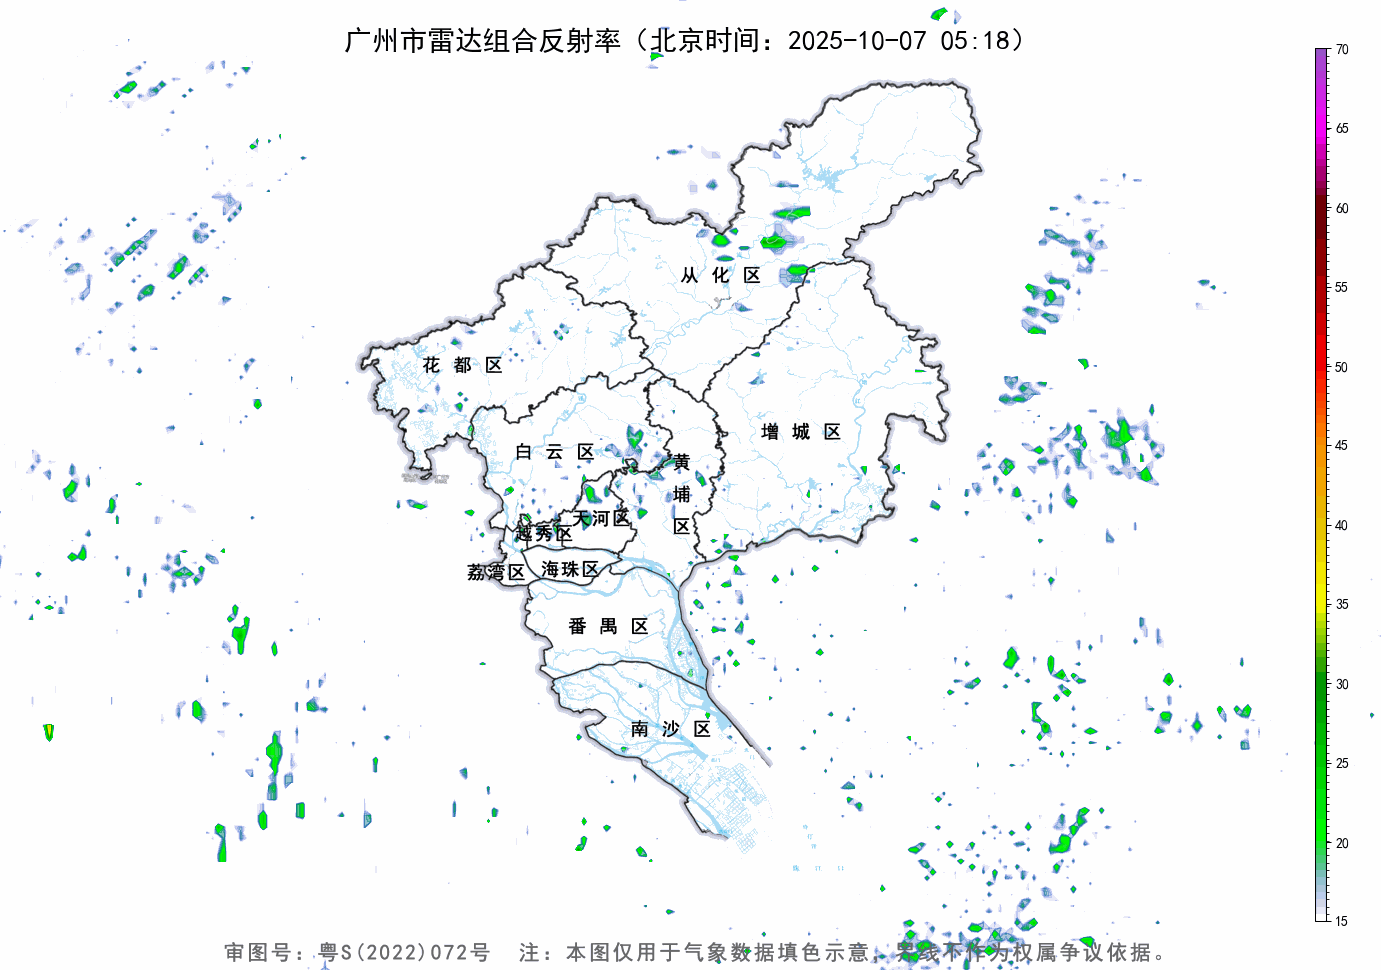 广州市雷达组合反射率（北京时间：2025-10-07 05:18）
70
65
60
55
50
45
40
35
30
25
20
15
从化区
花都区
增城区
白云区
黄埔区
天河区
越秀区
荔湾区
海珠区
番禺区
南沙区
审图号：粤S(2022)072号 注：本图仅用于气象数据填色示意，界线不作为权属争议依据。